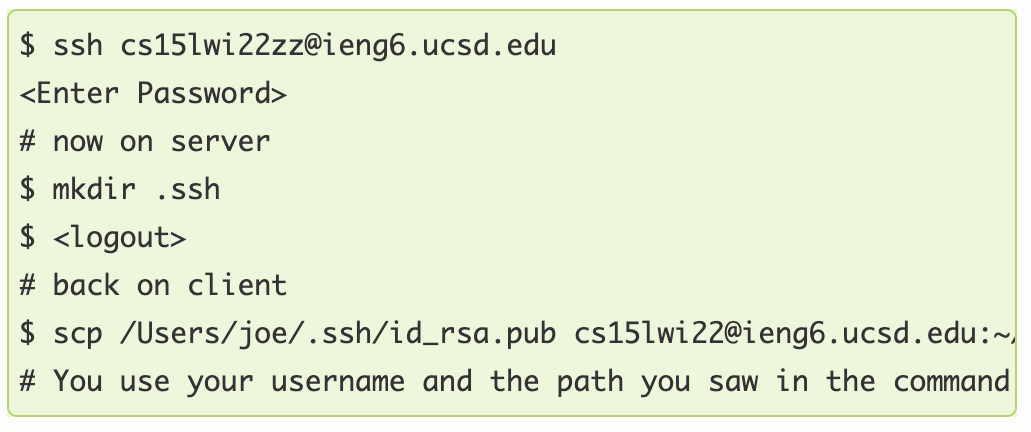 $ ssh cs15lwi22zz@ieng6.ucsd.edu
<Enter Password>
# now on server
$ mkdir .ssh
$ <logout>
# back on client
$ scp /Users/joe/.ssh/id_rsa.pub cs15lwi22@ieng6.ucsd.edu:~/
# You use your username and the path you saw in the command